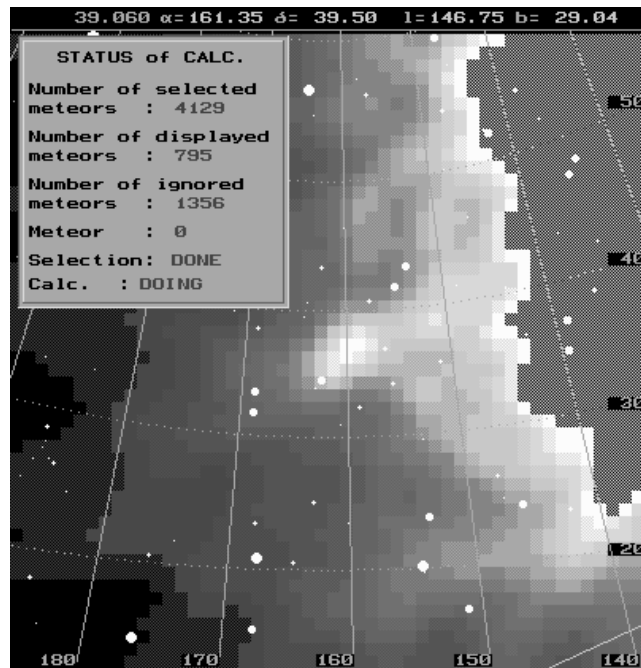 39.060 α=161.35 δ= 39.50 l=146.75 b= 29.04
STATUS of CALC.
Number of selected
meteors : 4129
Number of displayed
meteors : 795
Number of ignored
meteors : 1356
Meteor : 0
Selection: DONE
Calc. : DOING
50
40
30
20
180 170 160 150 140